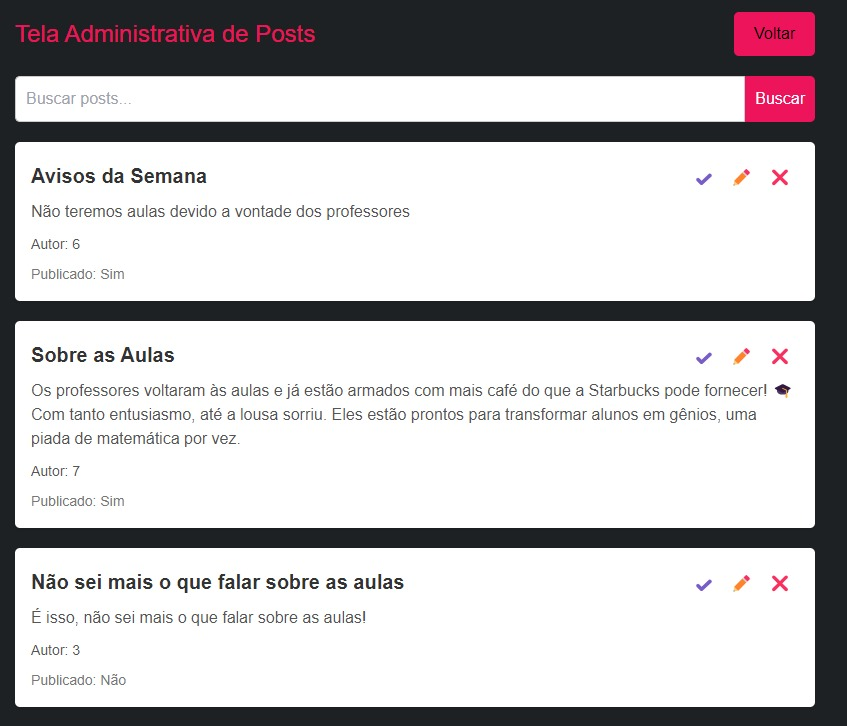 Tela Administrativa de Posts
Voltar
Buscar posts...
Buscar
Avisos da Semana
Não teremos aulas devido a vontade dos professores
Autor: 6
Publicado: Sim
Sobre as Aulas
Os professores voltaram às aulas e já estão armados com mais café do que a Starbucks pode fornecer! 🎓
Com tanto entusiasmo, até a lousa sorriu. Eles estão prontos para transformar alunos em gênios, uma
piada de matemática por vez.
Autor: 7
Publicado: Sim
Não sei mais o que falar sobre as aulas
É isso, não sei mais o que falar sobre as aulas!
Autor: 3
Publicado: Não